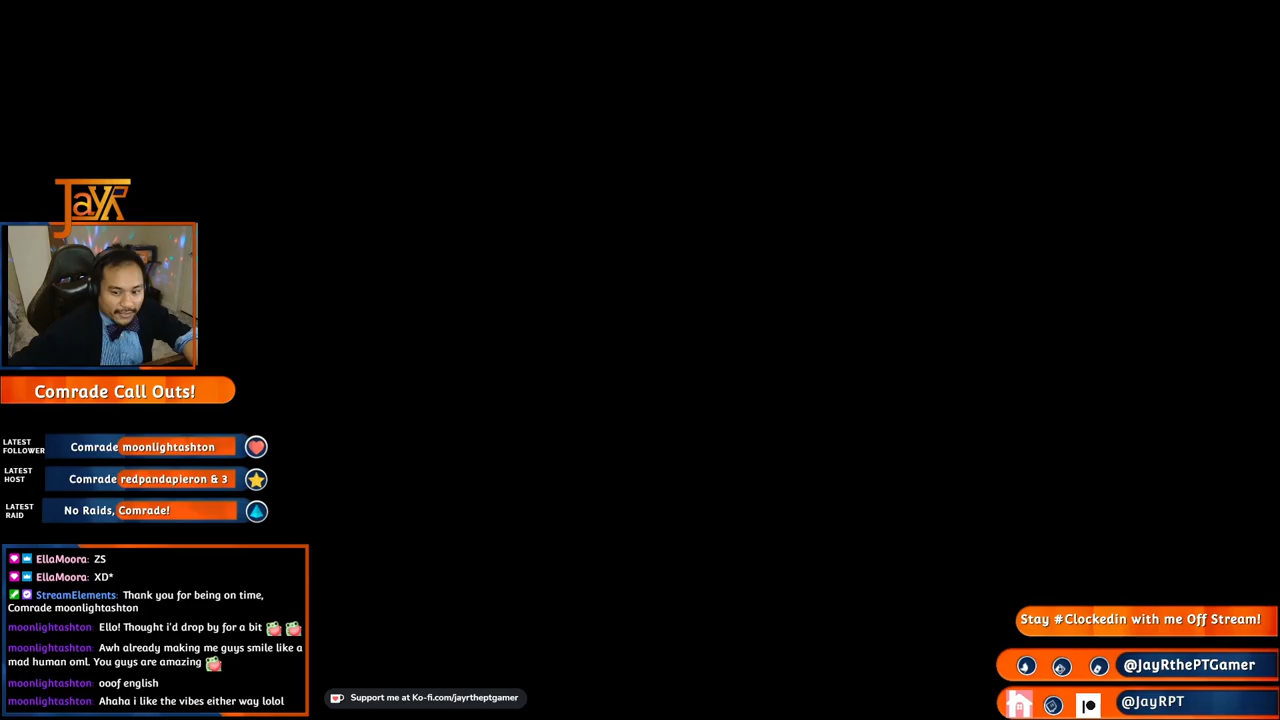 JayR
Comrade Call Outs!
LATEST
FOLLOWER
Comrade moonlightashton
LATEST
HOST
Comrade redpandapieron & 3
LATEST
RAID
No Raids, Comrade!
EllaMoora: ZS
EllaMoora: XD*
StreamElements: Thank you for being on time,
Comrade moonlightashton
moonlightashton: Ello! Thought i'd drop by for a bit
moonlightashton: Awh already making me guys smile like a
mad human oml. You guys are amazing
moonlightashton: ooof english
moonlightashton: Ahaha i like the vibes either way lolol
Support me at Ko-fi.com/jayrtheptgamer
Stay #Clockedin with me Off Stream!
@JayRthePTGamer
@JayRPT